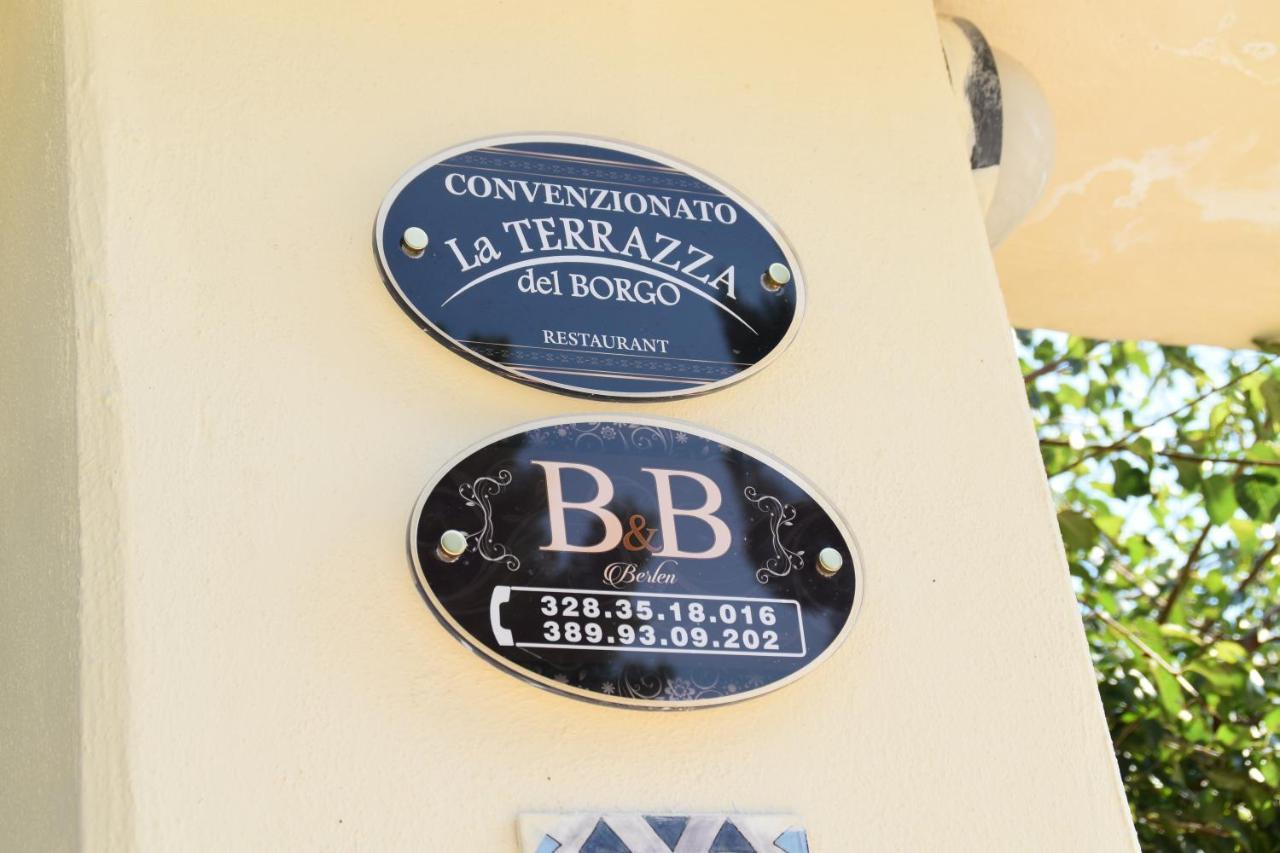 CONVENZIONATO
La TERRAZZA
del BORGO
RESTAURANT
B&B
Berlen
328.35.18.016
389.93.09.202